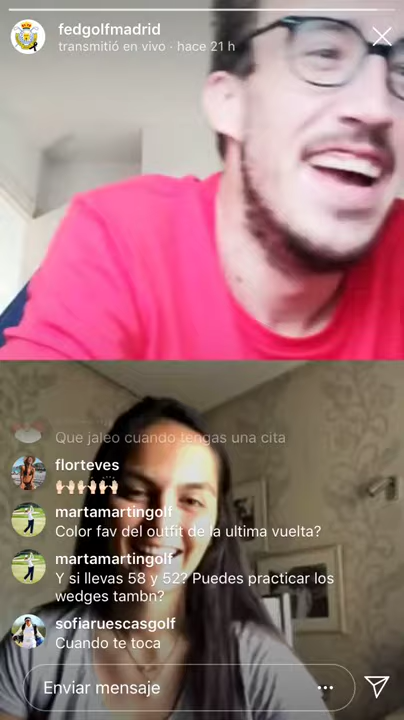 fedgolfmadrid
transmitió en vivo · hace 21 h
Que jaleo cuando tengas una cita
florteves
🙌🏻🙌🏻🙌🏻
martamartingolf
Color fav del outfit de la ultima vuelta?
martamartingolf
Y si llevas 58 y 52? Puedes practicar los
wedges tambn?
sofiaruescasgolf
Cuando te toca
Enviar mensaje